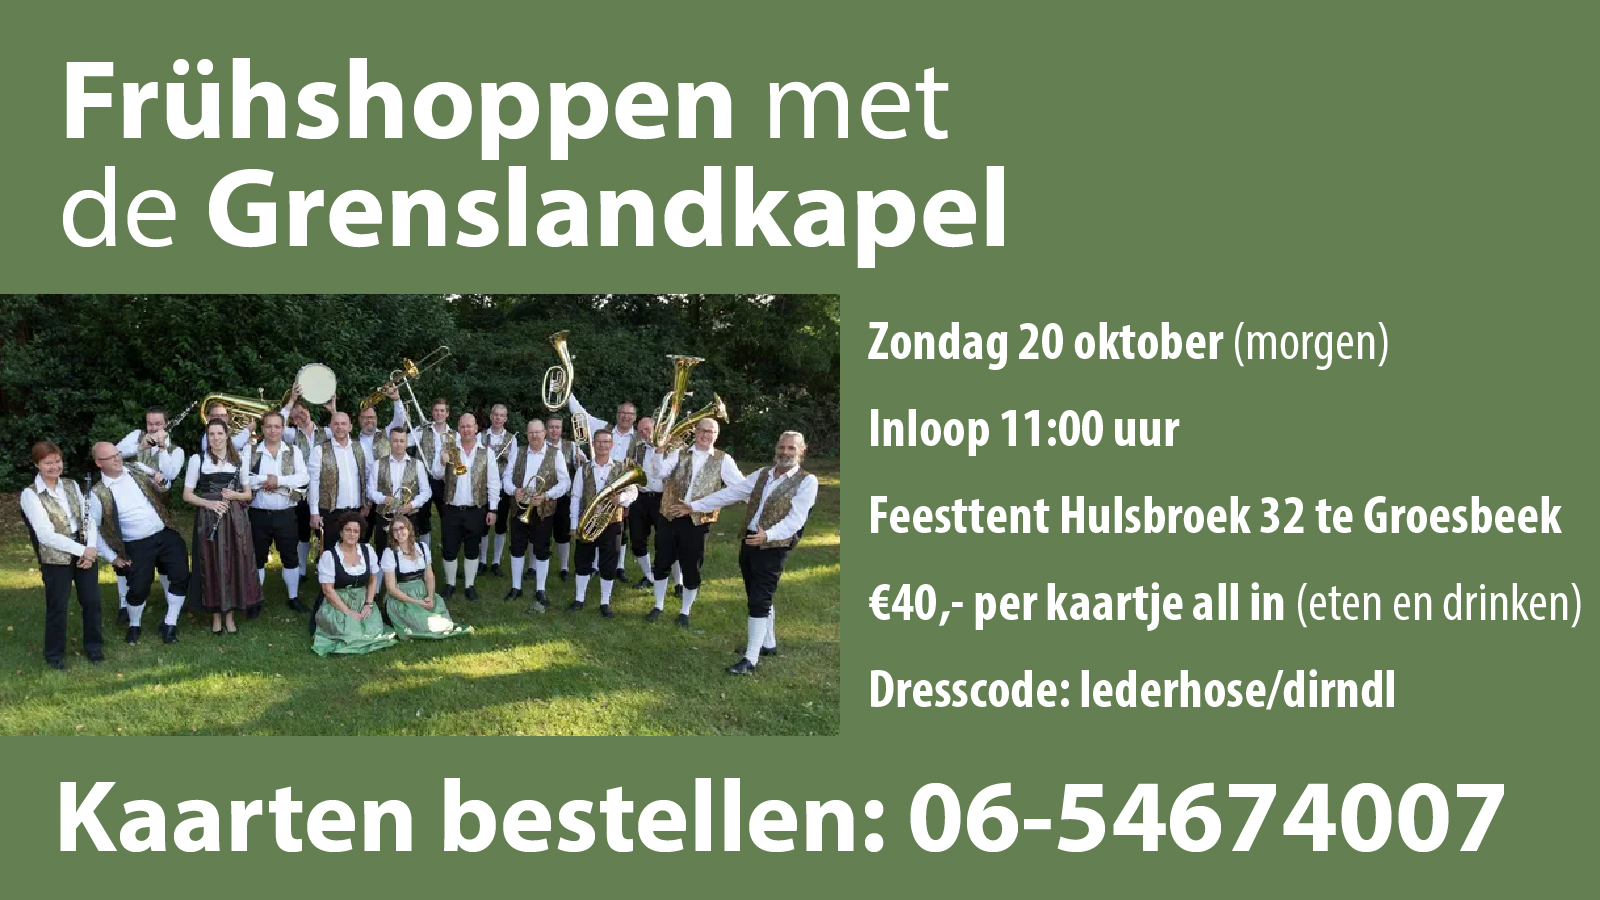 Frühshoppen met
de Grenslandkapel
Zondag 20 oktober (morgen)
Inloop 11:00 uur
Feesttent Hulsbroek 32 te Groesbeek
€40,- per kaartje all in (eten en drinken)
Dresscode: lederhose/dirndl
Kaarten bestellen: 06-54674007